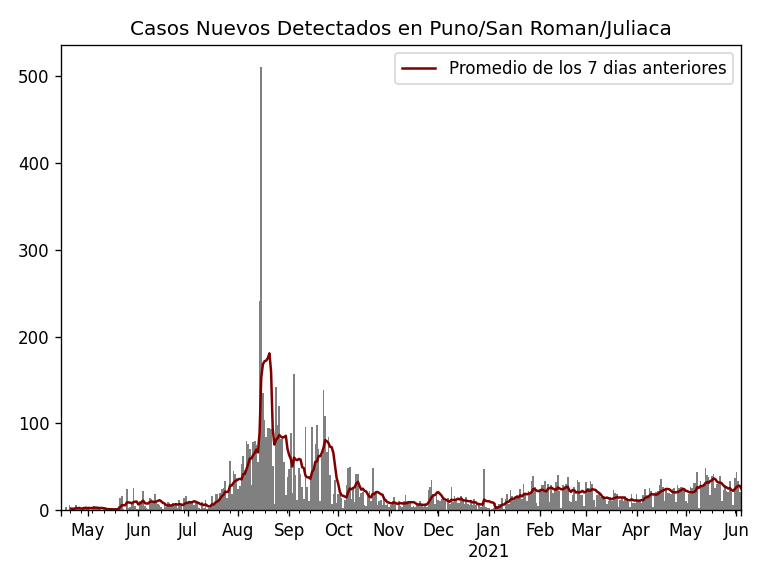 Casos Nuevos Detectados en Puno/San Roman/Juliaca
Promedio de los 7 dias anteriores
500
400
300
200
100
0
May Jun Jul Aug Sep Oct Nov Dec Jan Feb Mar Apr May Jun
2021